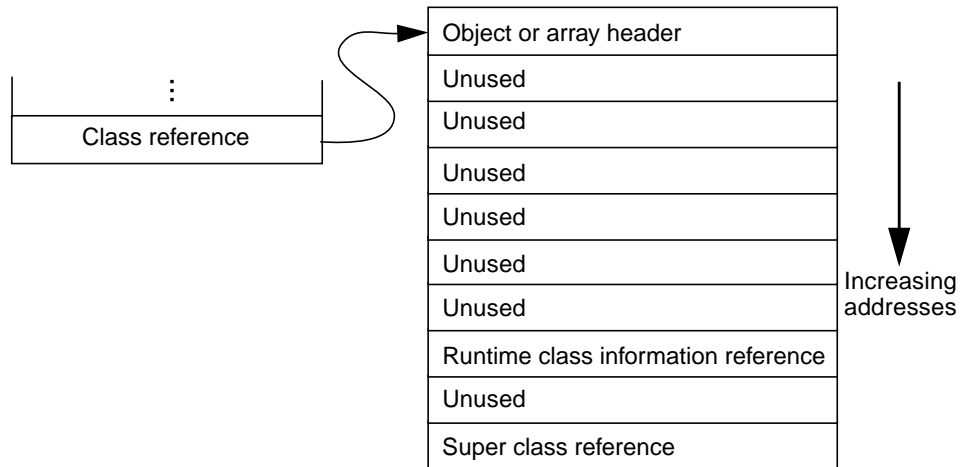 Object or array header
Unused
Unused
Unused
Unused
Unused
Unused
Runtime class information reference
Unused
Super class reference
⋮
Class reference
Increasing
addresses